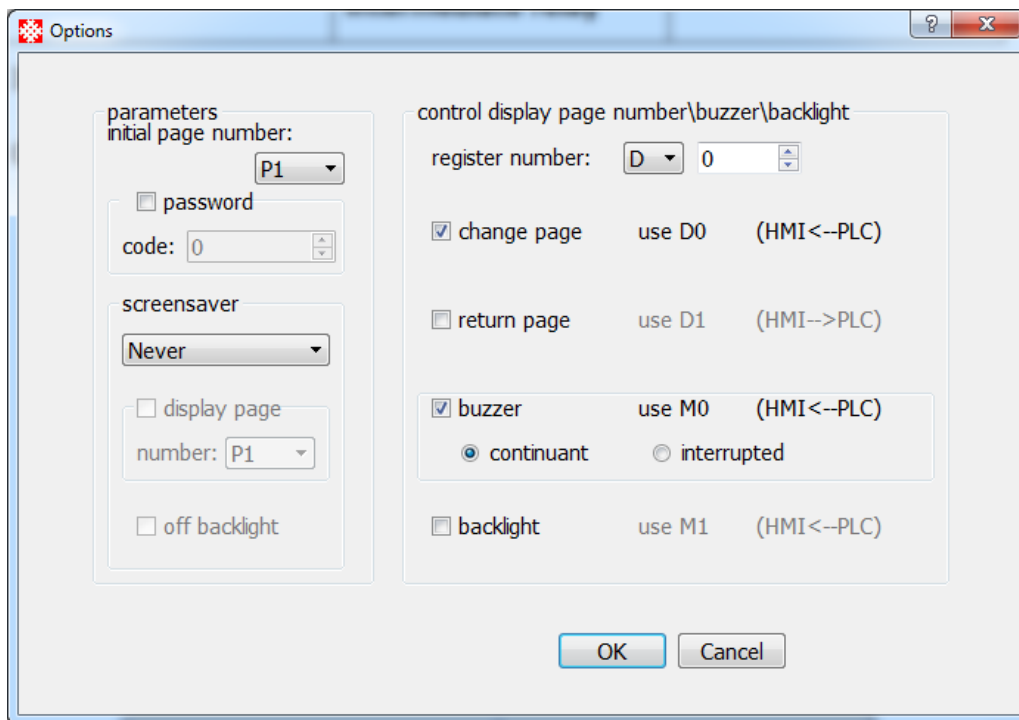 Options
parameters
initial page number:
P1
password
code: 0
screensaver
Never
display page
number: P1
off backlight
control display page number\buzzer\backlight
register number: D 0
change page use D0 (HMI<--PLC)
return page use D1 (HMI-->PLC)
buzzer use M0 (HMI<--PLC)
continuant interrupted
backlight use M1 (HMI<--PLC)
OK Cancel